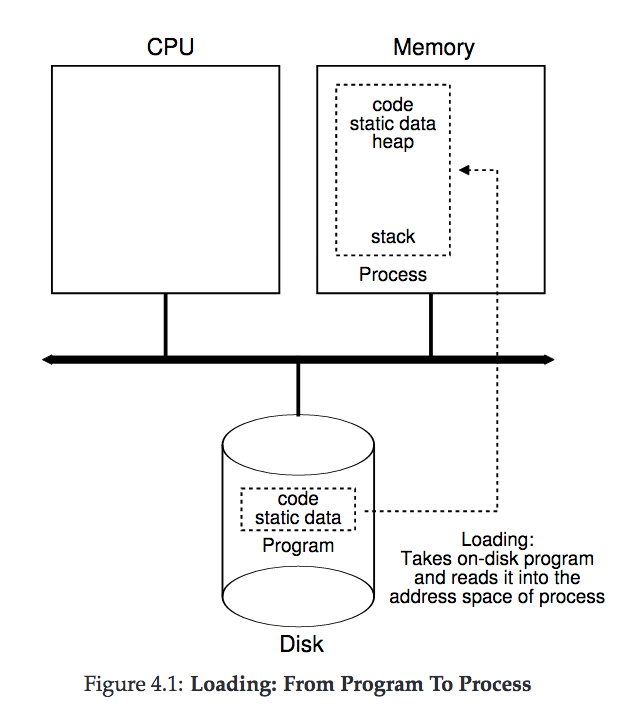 CPU
Memory
code
static data
heap
stack
Process
code
static data
Program
Loading:
Takes on-disk program
and reads it into the
address space of process
Disk
Figure 4.1: Loading: From Program To Process